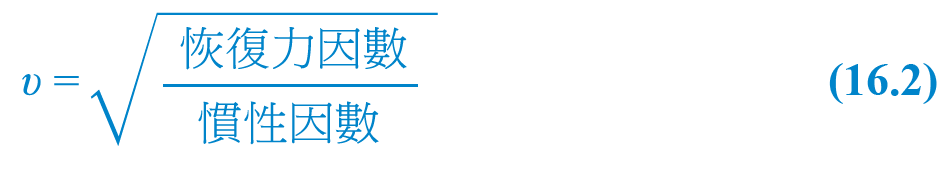 υ = √(恢復力因數 / 慣性因數) (16.2)